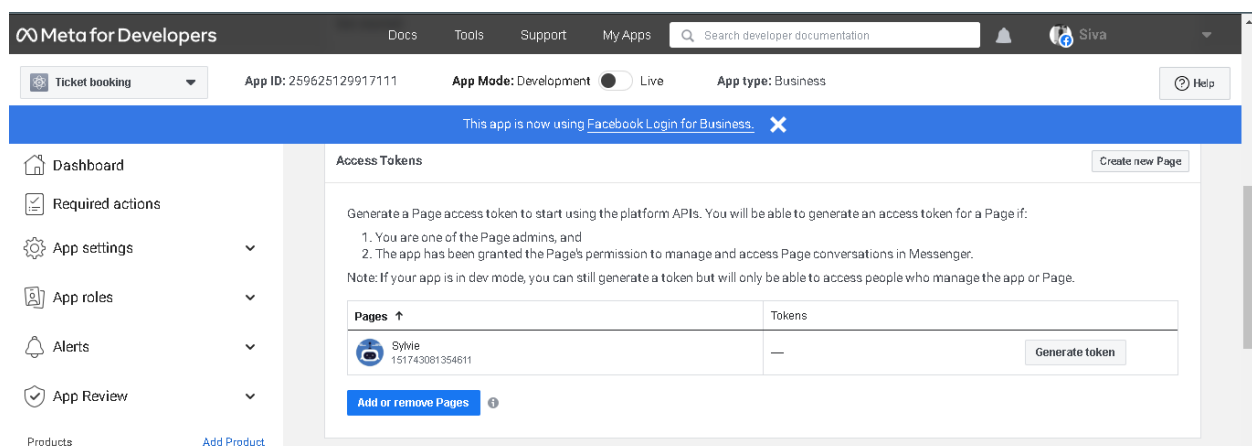 Meta for Developers Docs Tools Support My Apps Search developer documentation Siva
Ticket booking App ID: 259625129917111 App Mode: Development Live App type: Business Help
This app is now using Facebook Login for Business.
Dashboard
Required actions
App settings
App roles
Alerts
App Review
Products Add Product
Access Tokens Create new Page
Generate a Page access token to start using the platform APIs. You will be able to generate an access token for a Page if:
1. You are one of the Page admins, and
2. The app has been granted the Page's permission to manage and access Page conversations in Messenger.
Note: If your app is in dev mode, you can still generate a token but will only be able to access people who manage the app or Page.
Pages ↑ Tokens
Sylvie
151743081354611 — Generate token
Add or remove Pages